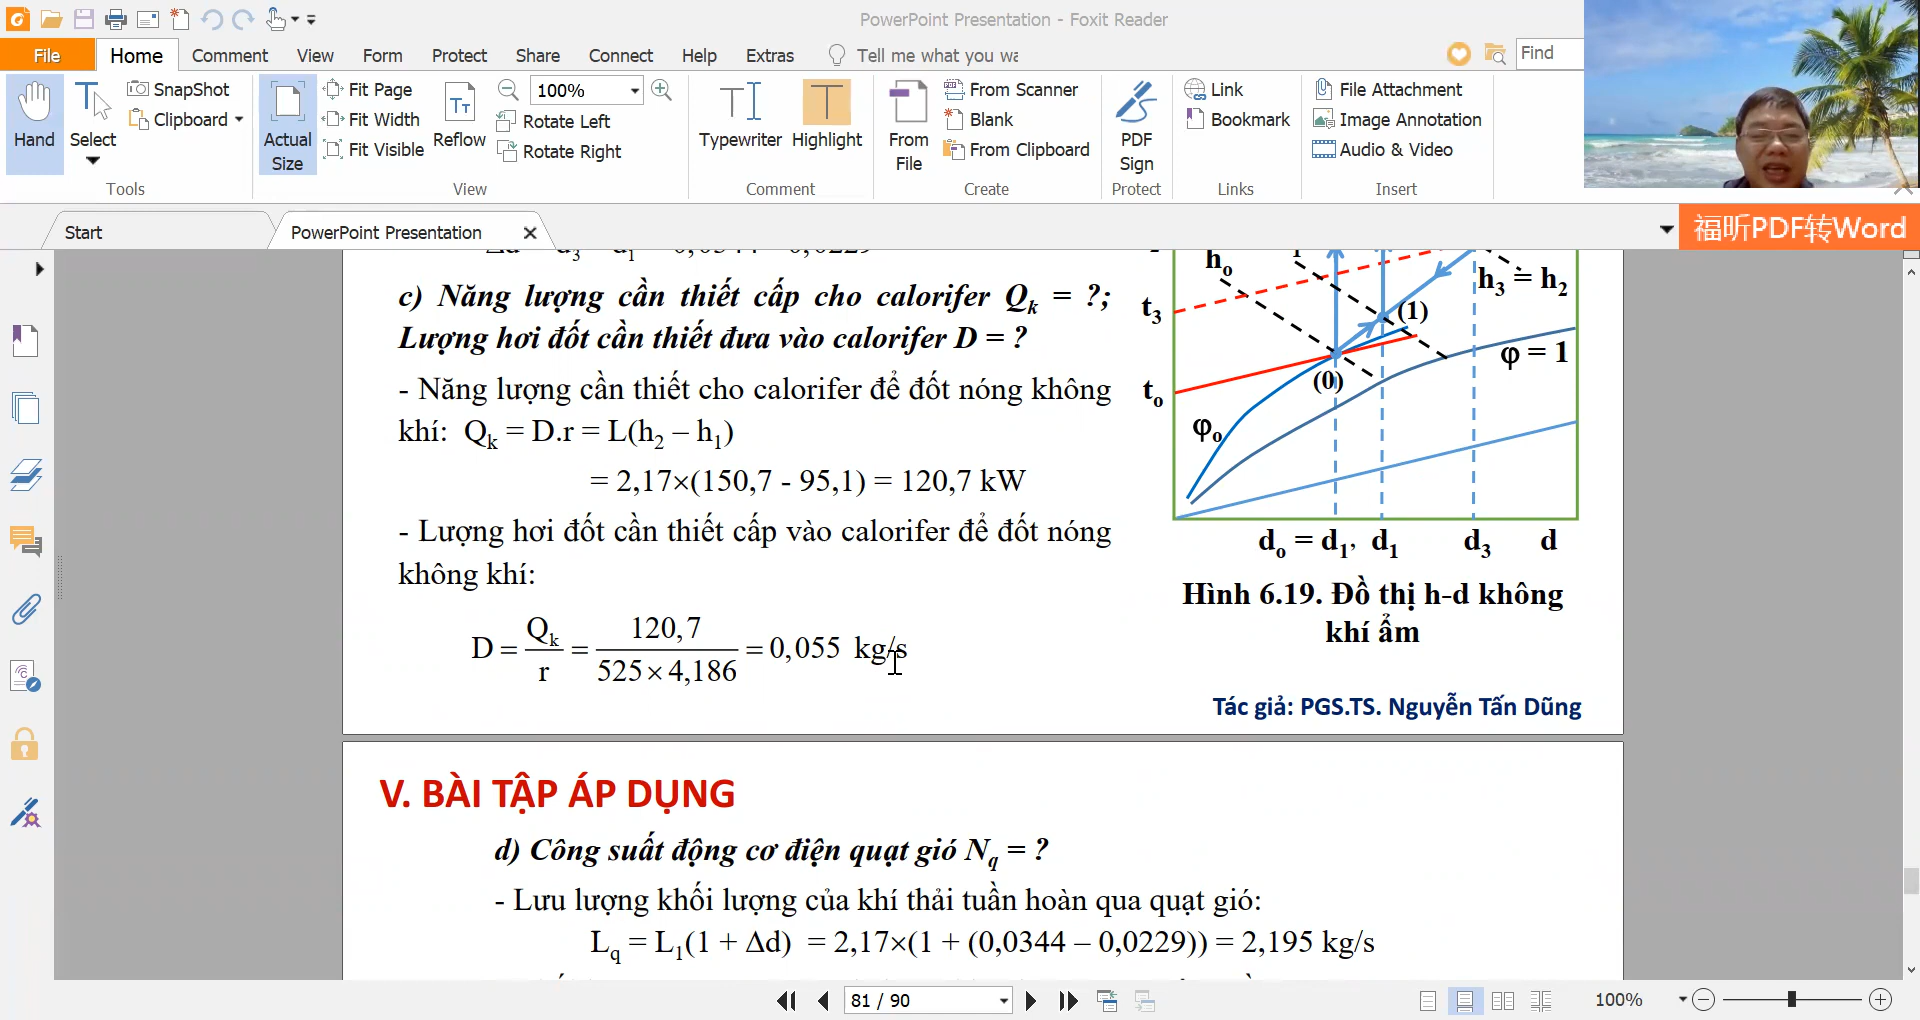 PowerPoint Presentation - Foxit Reader
File Home Comment View Form Protect Share Connect Help Extras Tell me what you wa Find
Hand Select SnapShot Clipboard
Actual Size Fit Page Fit Width Fit Visible Reflow 100% Rotate Left Rotate Right
Typewriter Highlight
From File From Scanner Blank From Clipboard
PDF Sign
Link Bookmark
File Attachment Image Annotation Audio & Video
Tools View Comment Create Protect Links Insert
Start PowerPoint Presentation 福昕PDF转Word
c) Năng lượng cần thiết cấp cho calorifer Qk = ?;
Lượng hơi đốt cần thiết đưa vào calorifer D = ?
- Năng lượng cần thiết cho calorifer để đốt nóng không
khí: Qk = D.r = L(h2 – h1)
= 2,17×(150,7 - 95,1) = 120,7 kW
- Lượng hơi đốt cần thiết cấp vào calorifer để đốt nóng
không khí:
D = Qk / r = 120,7 / 525 × 4,186 = 0,055 kg/s
ho
h3 = h2
t3
(1)
φ = 1
(0)
to
φo
do = d1, d1 d3 d
Hình 6.19. Đồ thị h-d không
khí ẩm
Tác giả: PGS.TS. Nguyễn Tấn Dũng
V. BÀI TẬP ÁP DỤNG
d) Công suất động cơ điện quạt gió Nq = ?
- Lưu lượng khối lượng của khí thải tuần hoàn qua quạt gió:
Lq = L1(1 + Δd) = 2,17×(1 + (0,0344 – 0,0229)) = 2,195 kg/s
81 / 90
100%